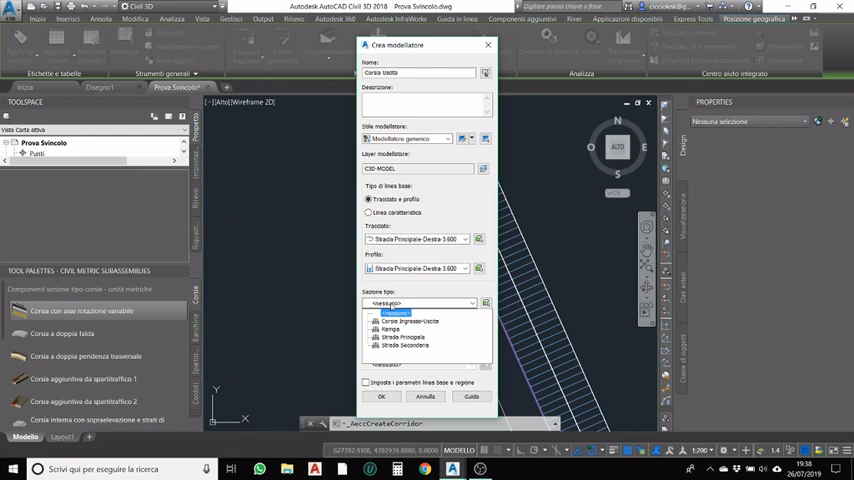 Civil 3D
Autodesk AutoCAD Civil 3D 2018
Prova Svincolo.dwg
Digitare parola chiave o frase
ciccioknk@g...
Inizio
Modifica
Annota
Guida in linea
Componenti aggiuntivi
River
Applicazioni disponibili
Express Tools
Posizione geografica
Etichette e tabelle
Strumenti generali
Analizza
Centro aiuto integrato
Inizia
Disegno1
Prova Svincolo*
TOOLSPACE
Vista Carta attiva
Prova Svincolo
Punti
Progetto
Rilievo
TOOL PALETTES - CIVIL METRIC SUBASSEMBLIES
Componenti sezione tipo corsie - unità metriche
Corsia con asse rotazione variabile
Corsia a doppia falda
Corsia a doppia pendenza trasversale
Corsia aggiuntiva da spartitraffico 1
Corsia aggiuntiva da spartitraffico 2
Corsia interna con sopraelevazione e strati di
Corsie
Banchine
[-][Alto][Wireframe 2D]
Crea modellatore
Nome:
Corsia Uscita
Descrizione:
Stile modellatore:
Modellatore generico
Layer modellatore:
C3D-MODEL
Tipo di linea base:
Tracciato e profilo
Linea caratteristica
Tracciato:
Strada Principale-Destra-3.600
Profilo:
Strada Principale-Destra-3.600
Sezione tipo:
<nessuno>
<nessuno>
Corsia Ingresso-Uscita
Rampa
Strada Principale
Strada Secondaria
<nessuno>
Imposta i parametri linea base e regione
OK
Annulla
Guida
N
O
ALTO
E
S
WCS
PROPERTIES
Nessuna selezione
Design
Visualizzazione
Dati estesi
Classe di oggetti
Y
X
_AeccCreateCorridor
Modello
Layout1
MODELLO
1:200
1.4
Scrivi qui per eseguire la ricerca
19:38
26/07/2019